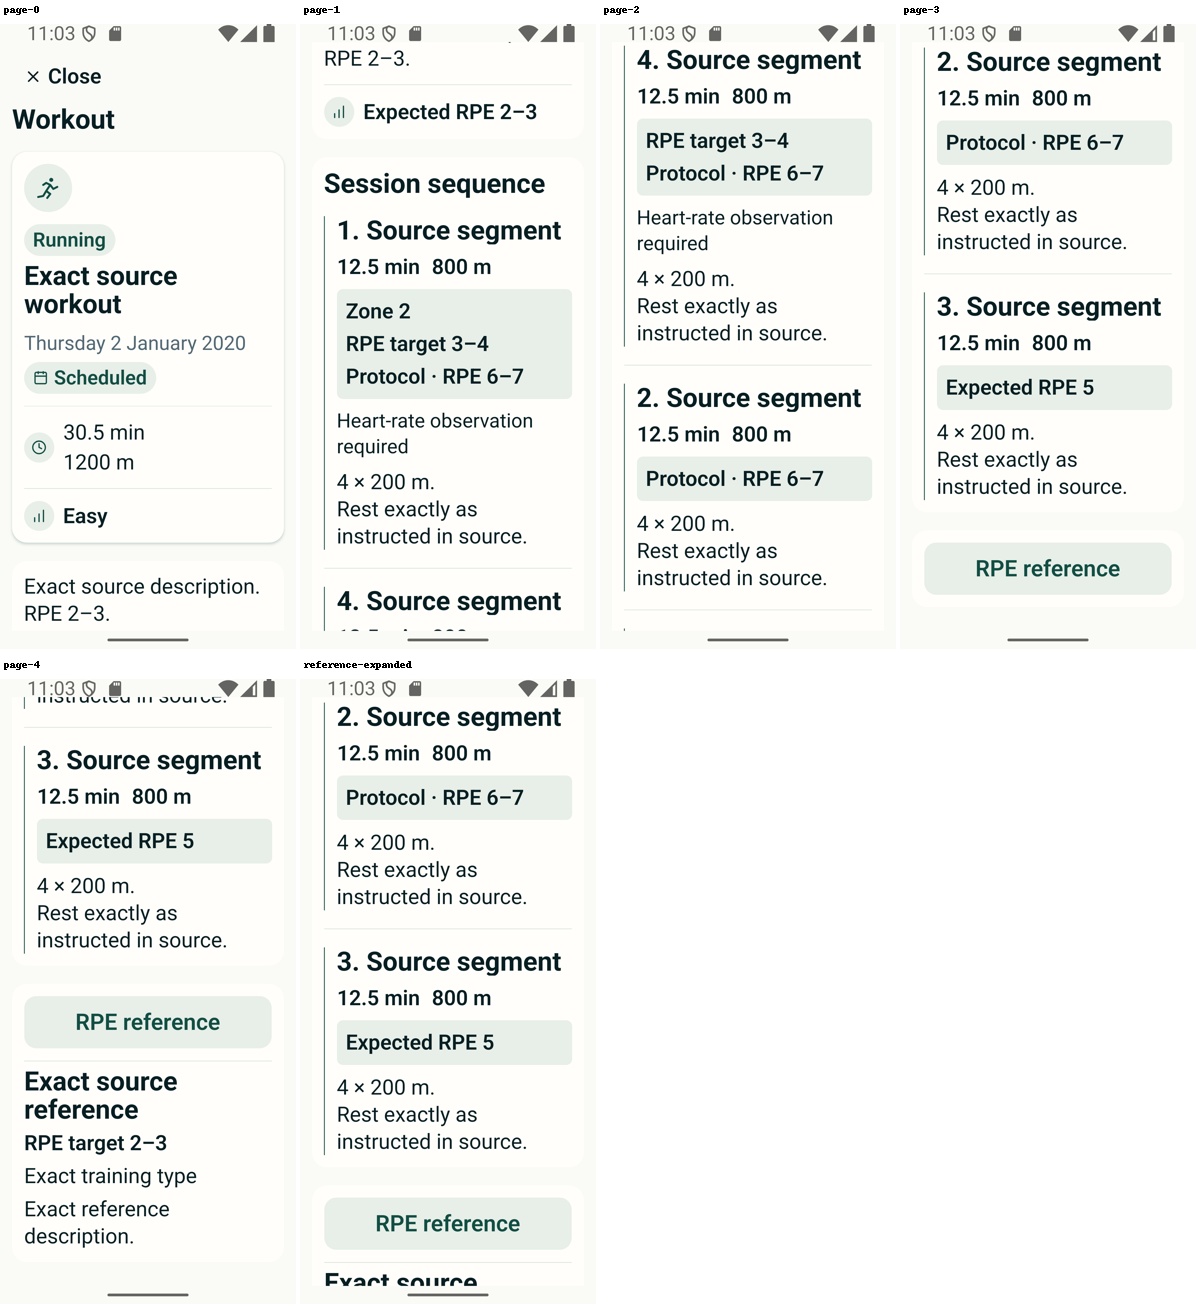 page-0
11:03
× Close
Workout
Running
Exact source
workout
Thursday 2 January 2020
Scheduled
30.5 min
1200 m
Easy
Exact source description.
RPE 2–3.
page-1
11:03
RPE 2–3.
Expected RPE 2–3
Session sequence
1. Source segment
12.5 min 800 m
Zone 2
RPE target 3–4
Protocol · RPE 6–7
Heart-rate observation
required
4 × 200 m.
Rest exactly as
instructed in source.
4. Source segment
page-2
11:03
4. Source segment
12.5 min 800 m
RPE target 3–4
Protocol · RPE 6–7
Heart-rate observation
required
4 × 200 m.
Rest exactly as
instructed in source.
2. Source segment
12.5 min 800 m
Protocol · RPE 6–7
4 × 200 m.
Rest exactly as
instructed in source.
page-3
11:03
2. Source segment
12.5 min 800 m
Protocol · RPE 6–7
4 × 200 m.
Rest exactly as
instructed in source.
3. Source segment
12.5 min 800 m
Expected RPE 5
4 × 200 m.
Rest exactly as
instructed in source.
RPE reference
page-4
11:03
instructed in source.
3. Source segment
12.5 min 800 m
Expected RPE 5
4 × 200 m.
Rest exactly as
instructed in source.
RPE reference
Exact source
reference
RPE target 2–3
Exact training type
Exact reference
description.
reference-expanded
11:03
2. Source segment
12.5 min 800 m
Protocol · RPE 6–7
4 × 200 m.
Rest exactly as
instructed in source.
3. Source segment
12.5 min 800 m
Expected RPE 5
4 × 200 m.
Rest exactly as
instructed in source.
RPE reference
Exact source